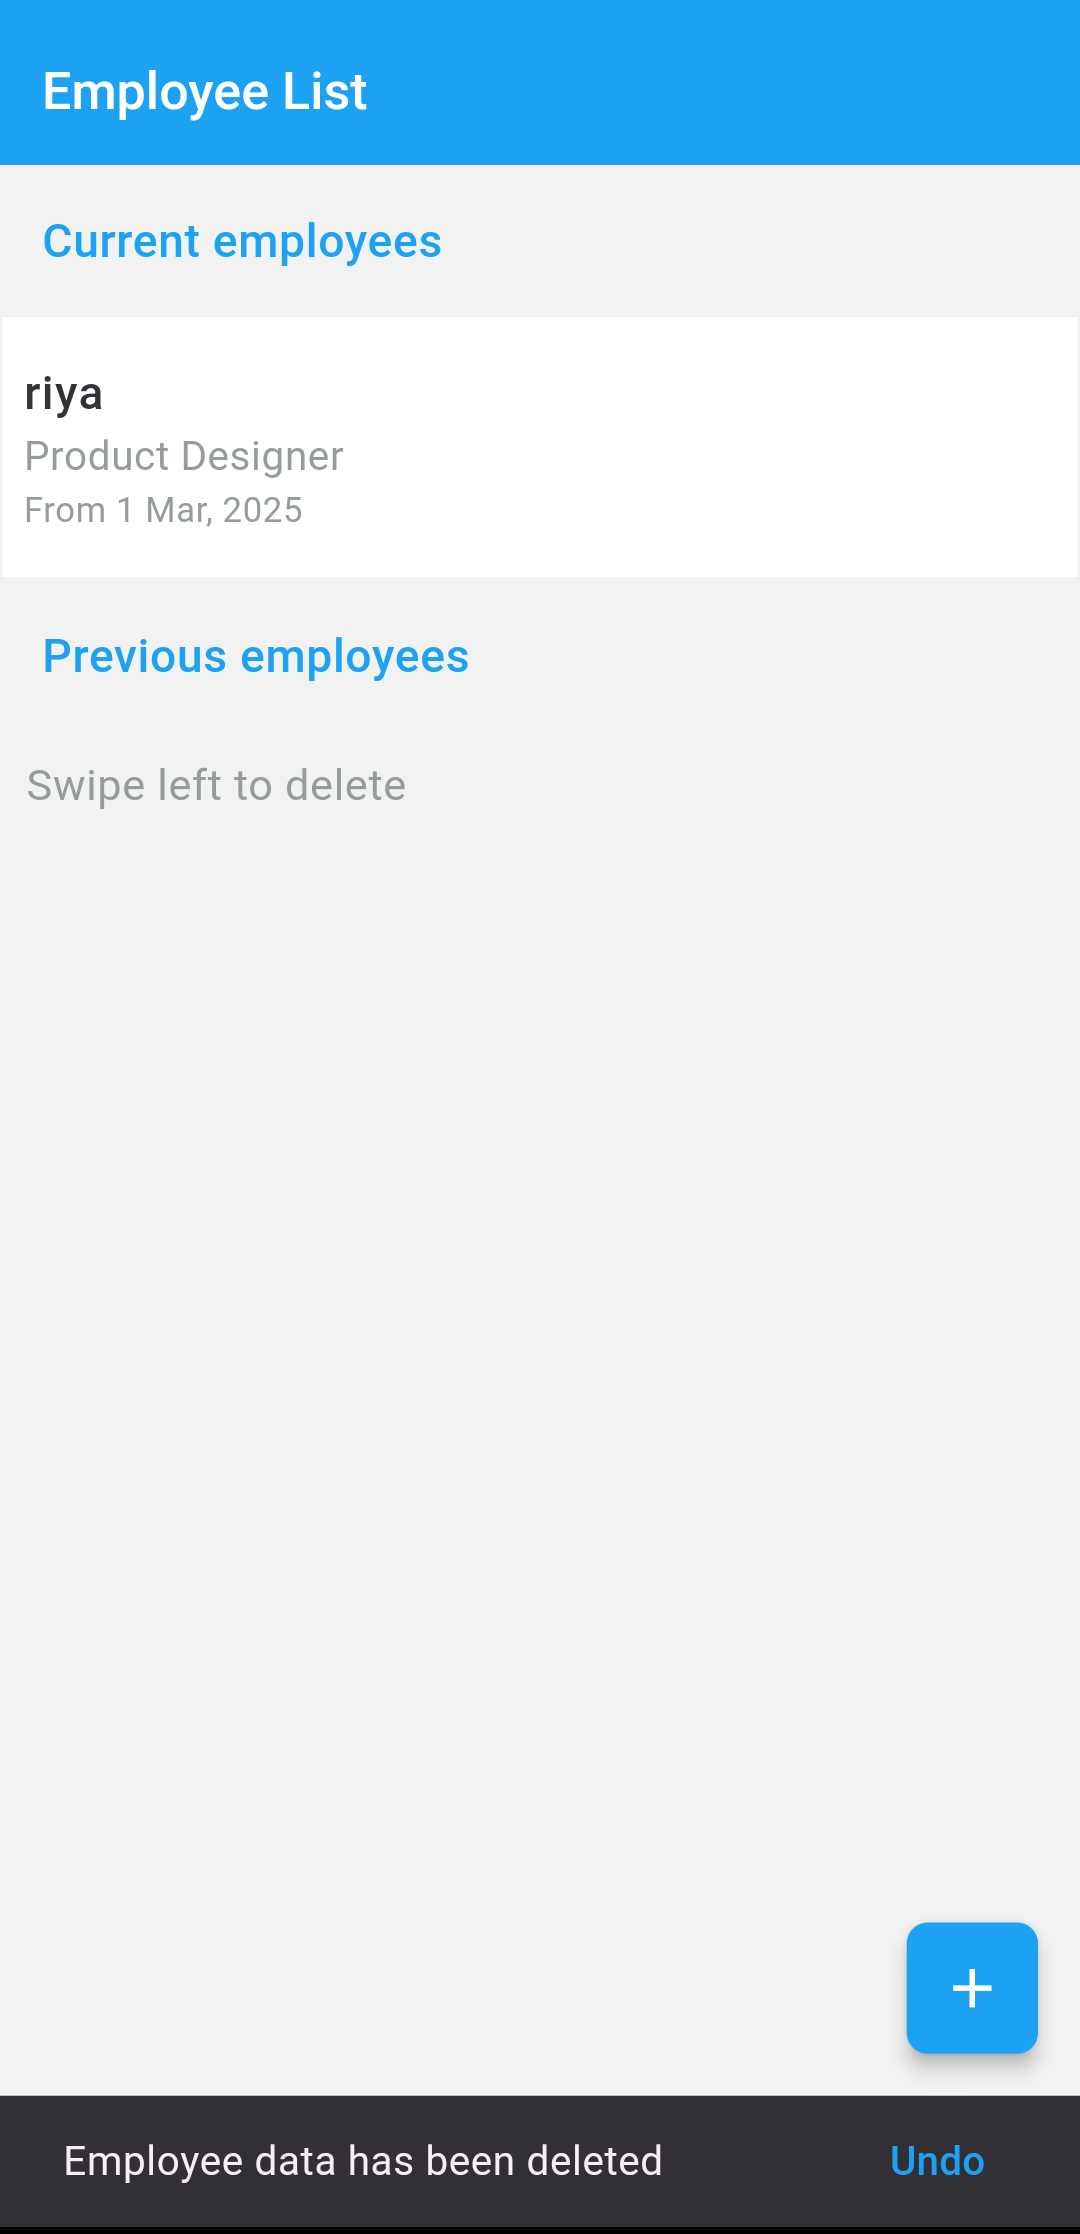 Employee List
Current employees
riya
Product Designer
From 1 Mar, 2025
Previous employees
Swipe left to delete
+
Employee data has been deleted Undo